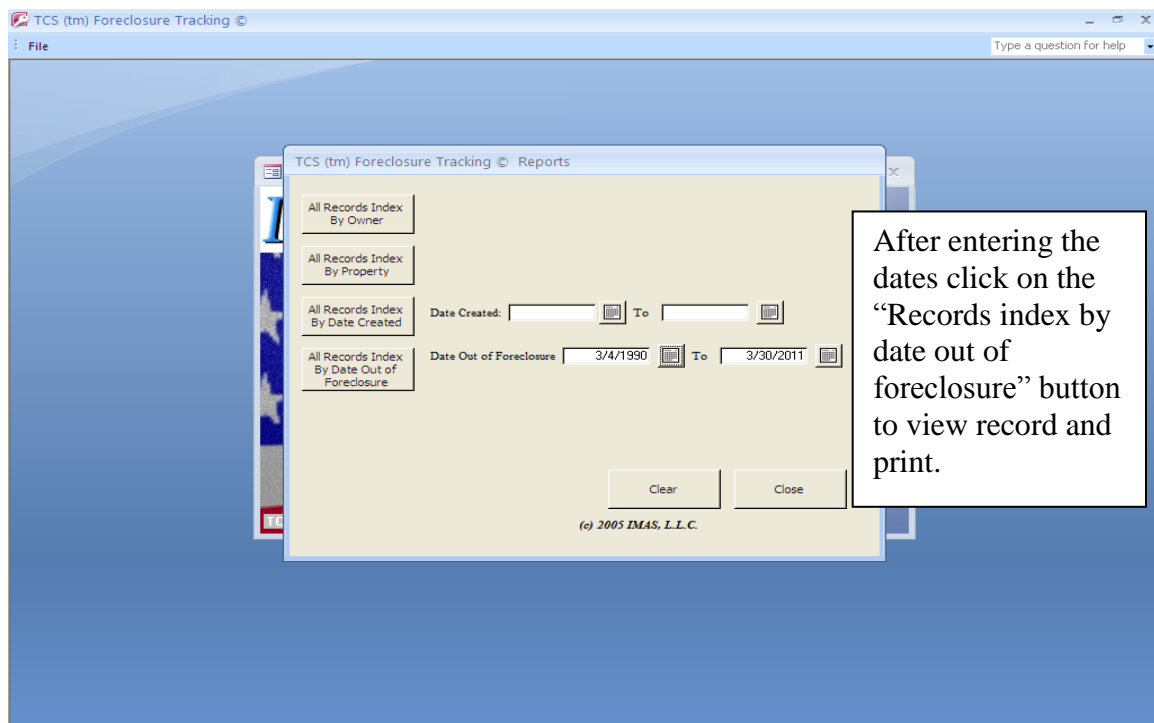 TCS (tm) Foreclosure Tracking ©
File
Type a question for help
TCS (tm) Foreclosure Tracking © Reports
All Records Index
By Owner
All Records Index
By Property
All Records Index
By Date Created
Date Created:
To
All Records Index
By Date Out of
Foreclosure
Date Out of Foreclosure
3/4/1990
To
3/30/2011
Clear
Close
(c) 2005 IMAS, L.L.C.
After entering the
dates click on the
“Records index by
date out of
foreclosure” button
to view record and
print.